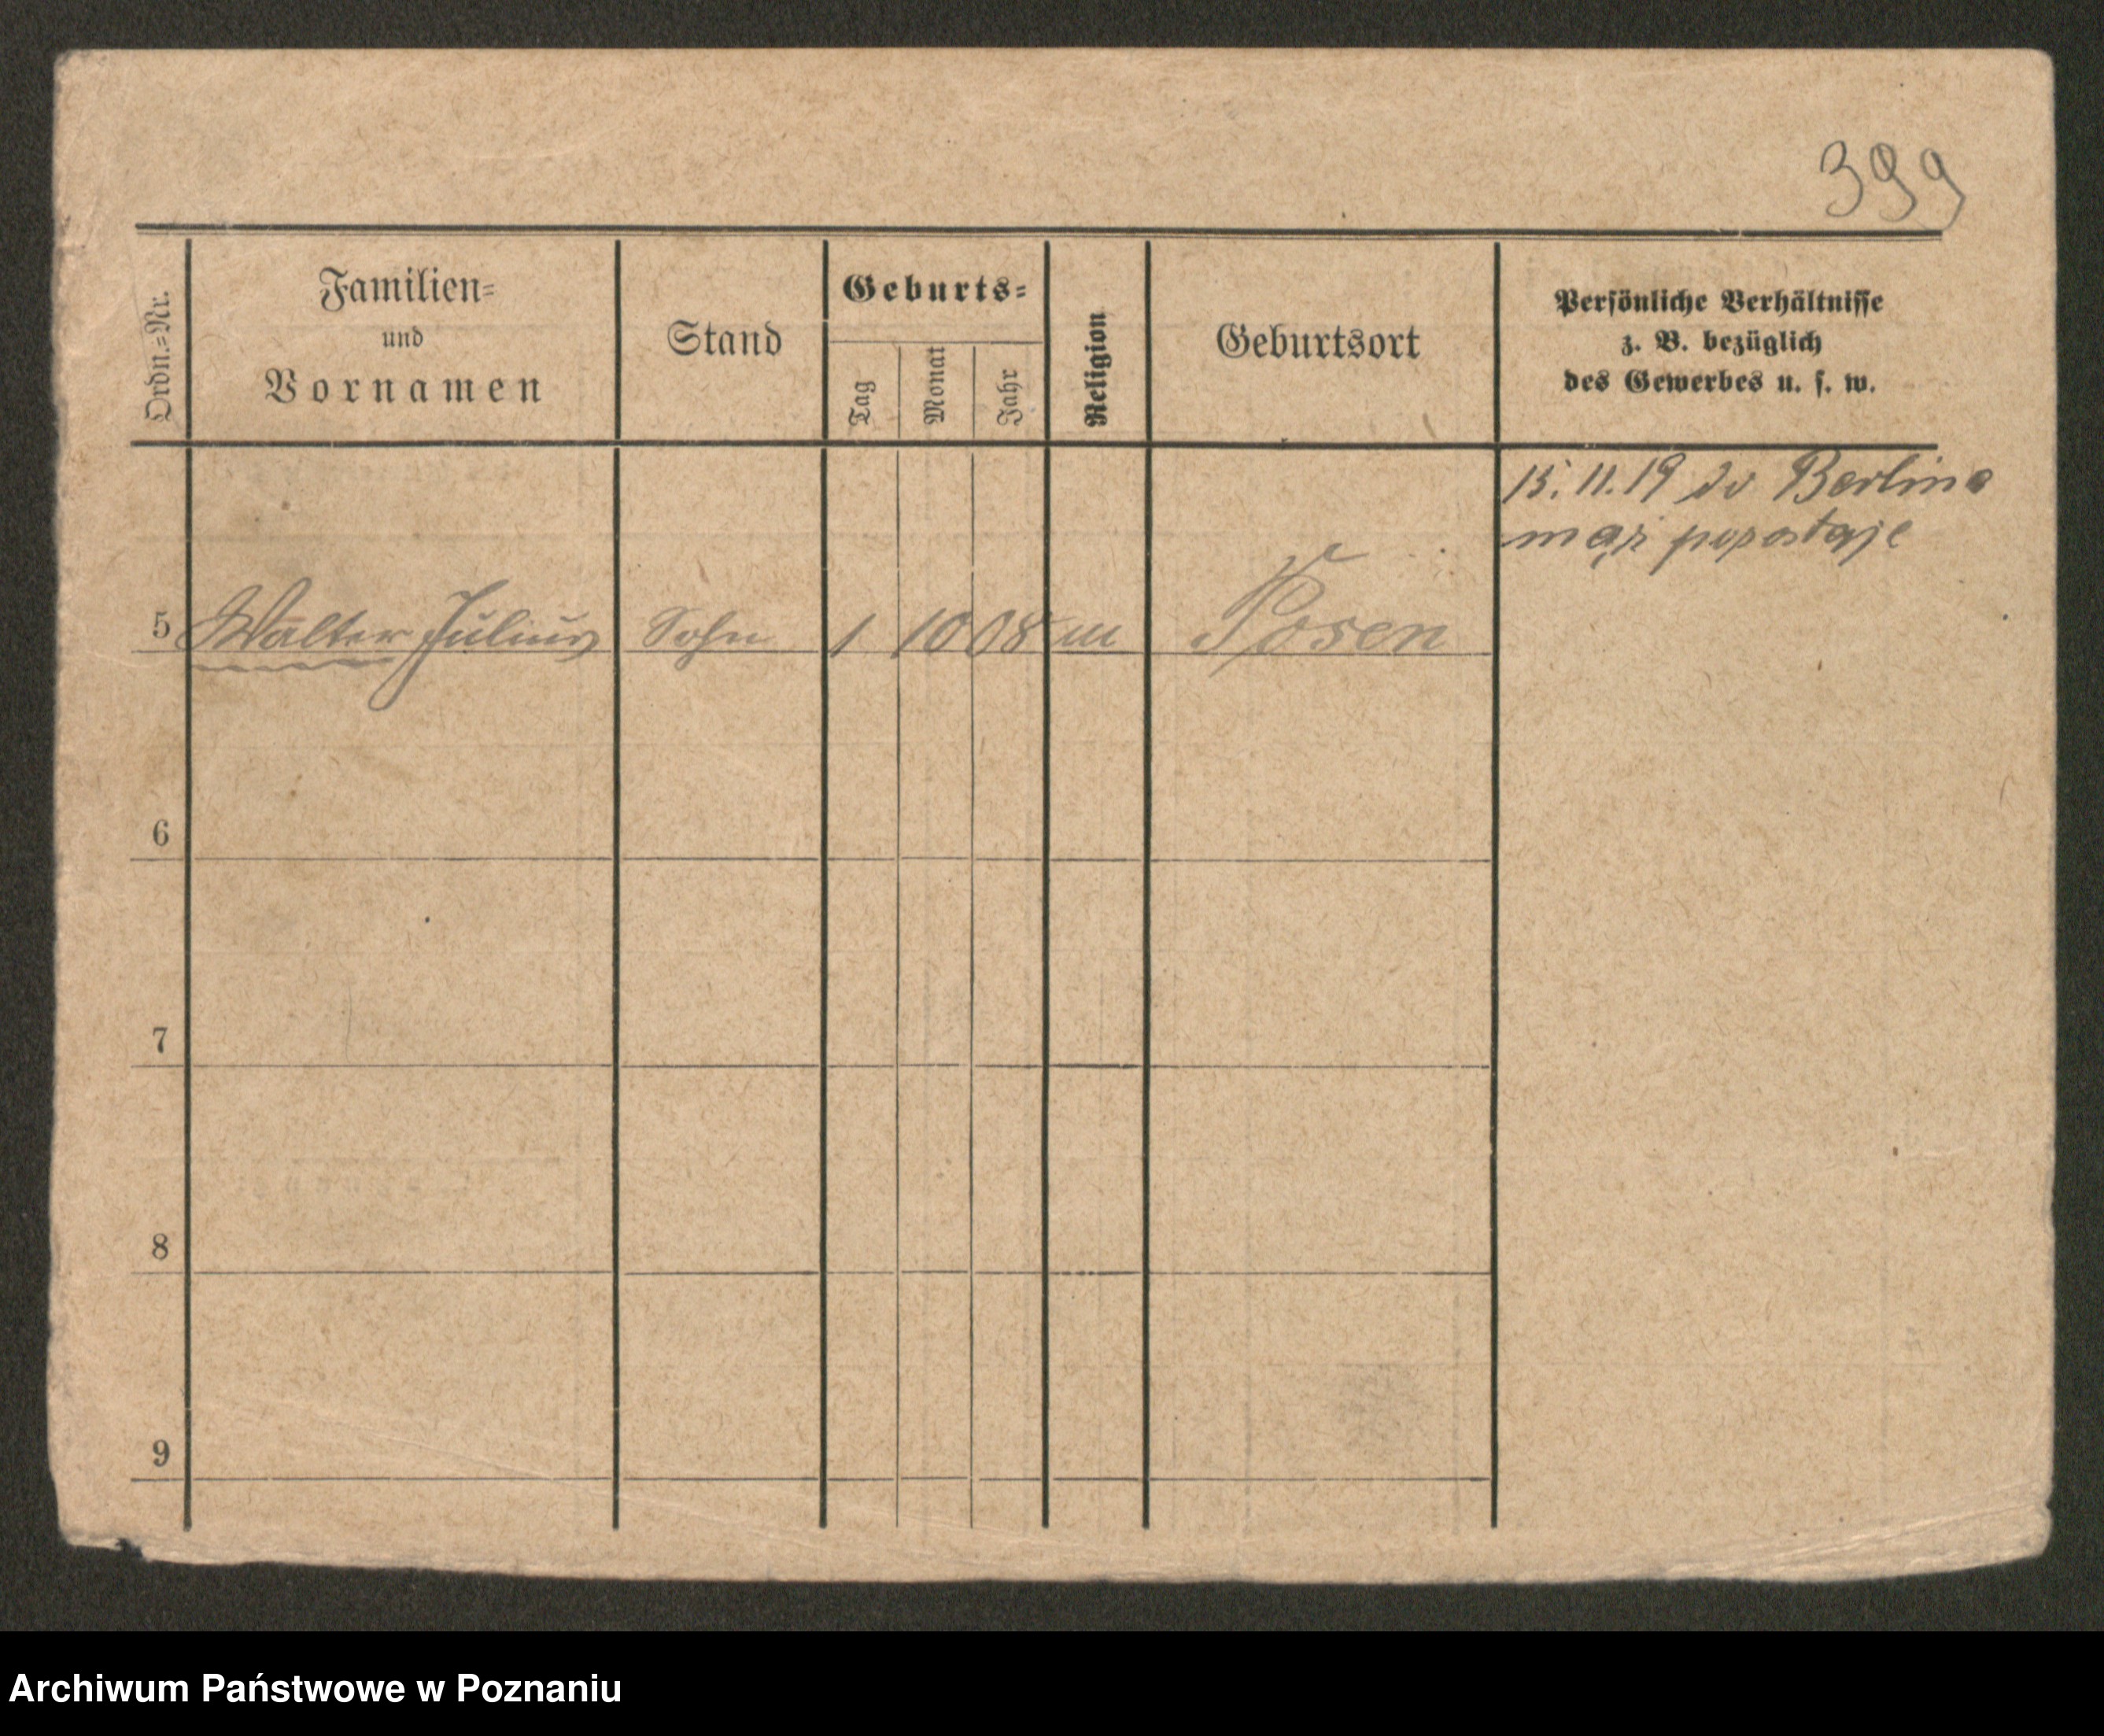 399
Ordn.-Nr.
Familien-
und
Vornamen
Stand
Geburts-
Tag
Monat
Jahr
Religion
Geburtsort
Persönliche Verhältnisse
z. B. bezüglich
des Gewerbes u. s. w.
15. 11. 19 do Berlina
mąż pozostaje
5 Walter Julius Sohn 1 10 08 m Posen
6
7
8
9
Archiwum Państwowe w Poznaniu